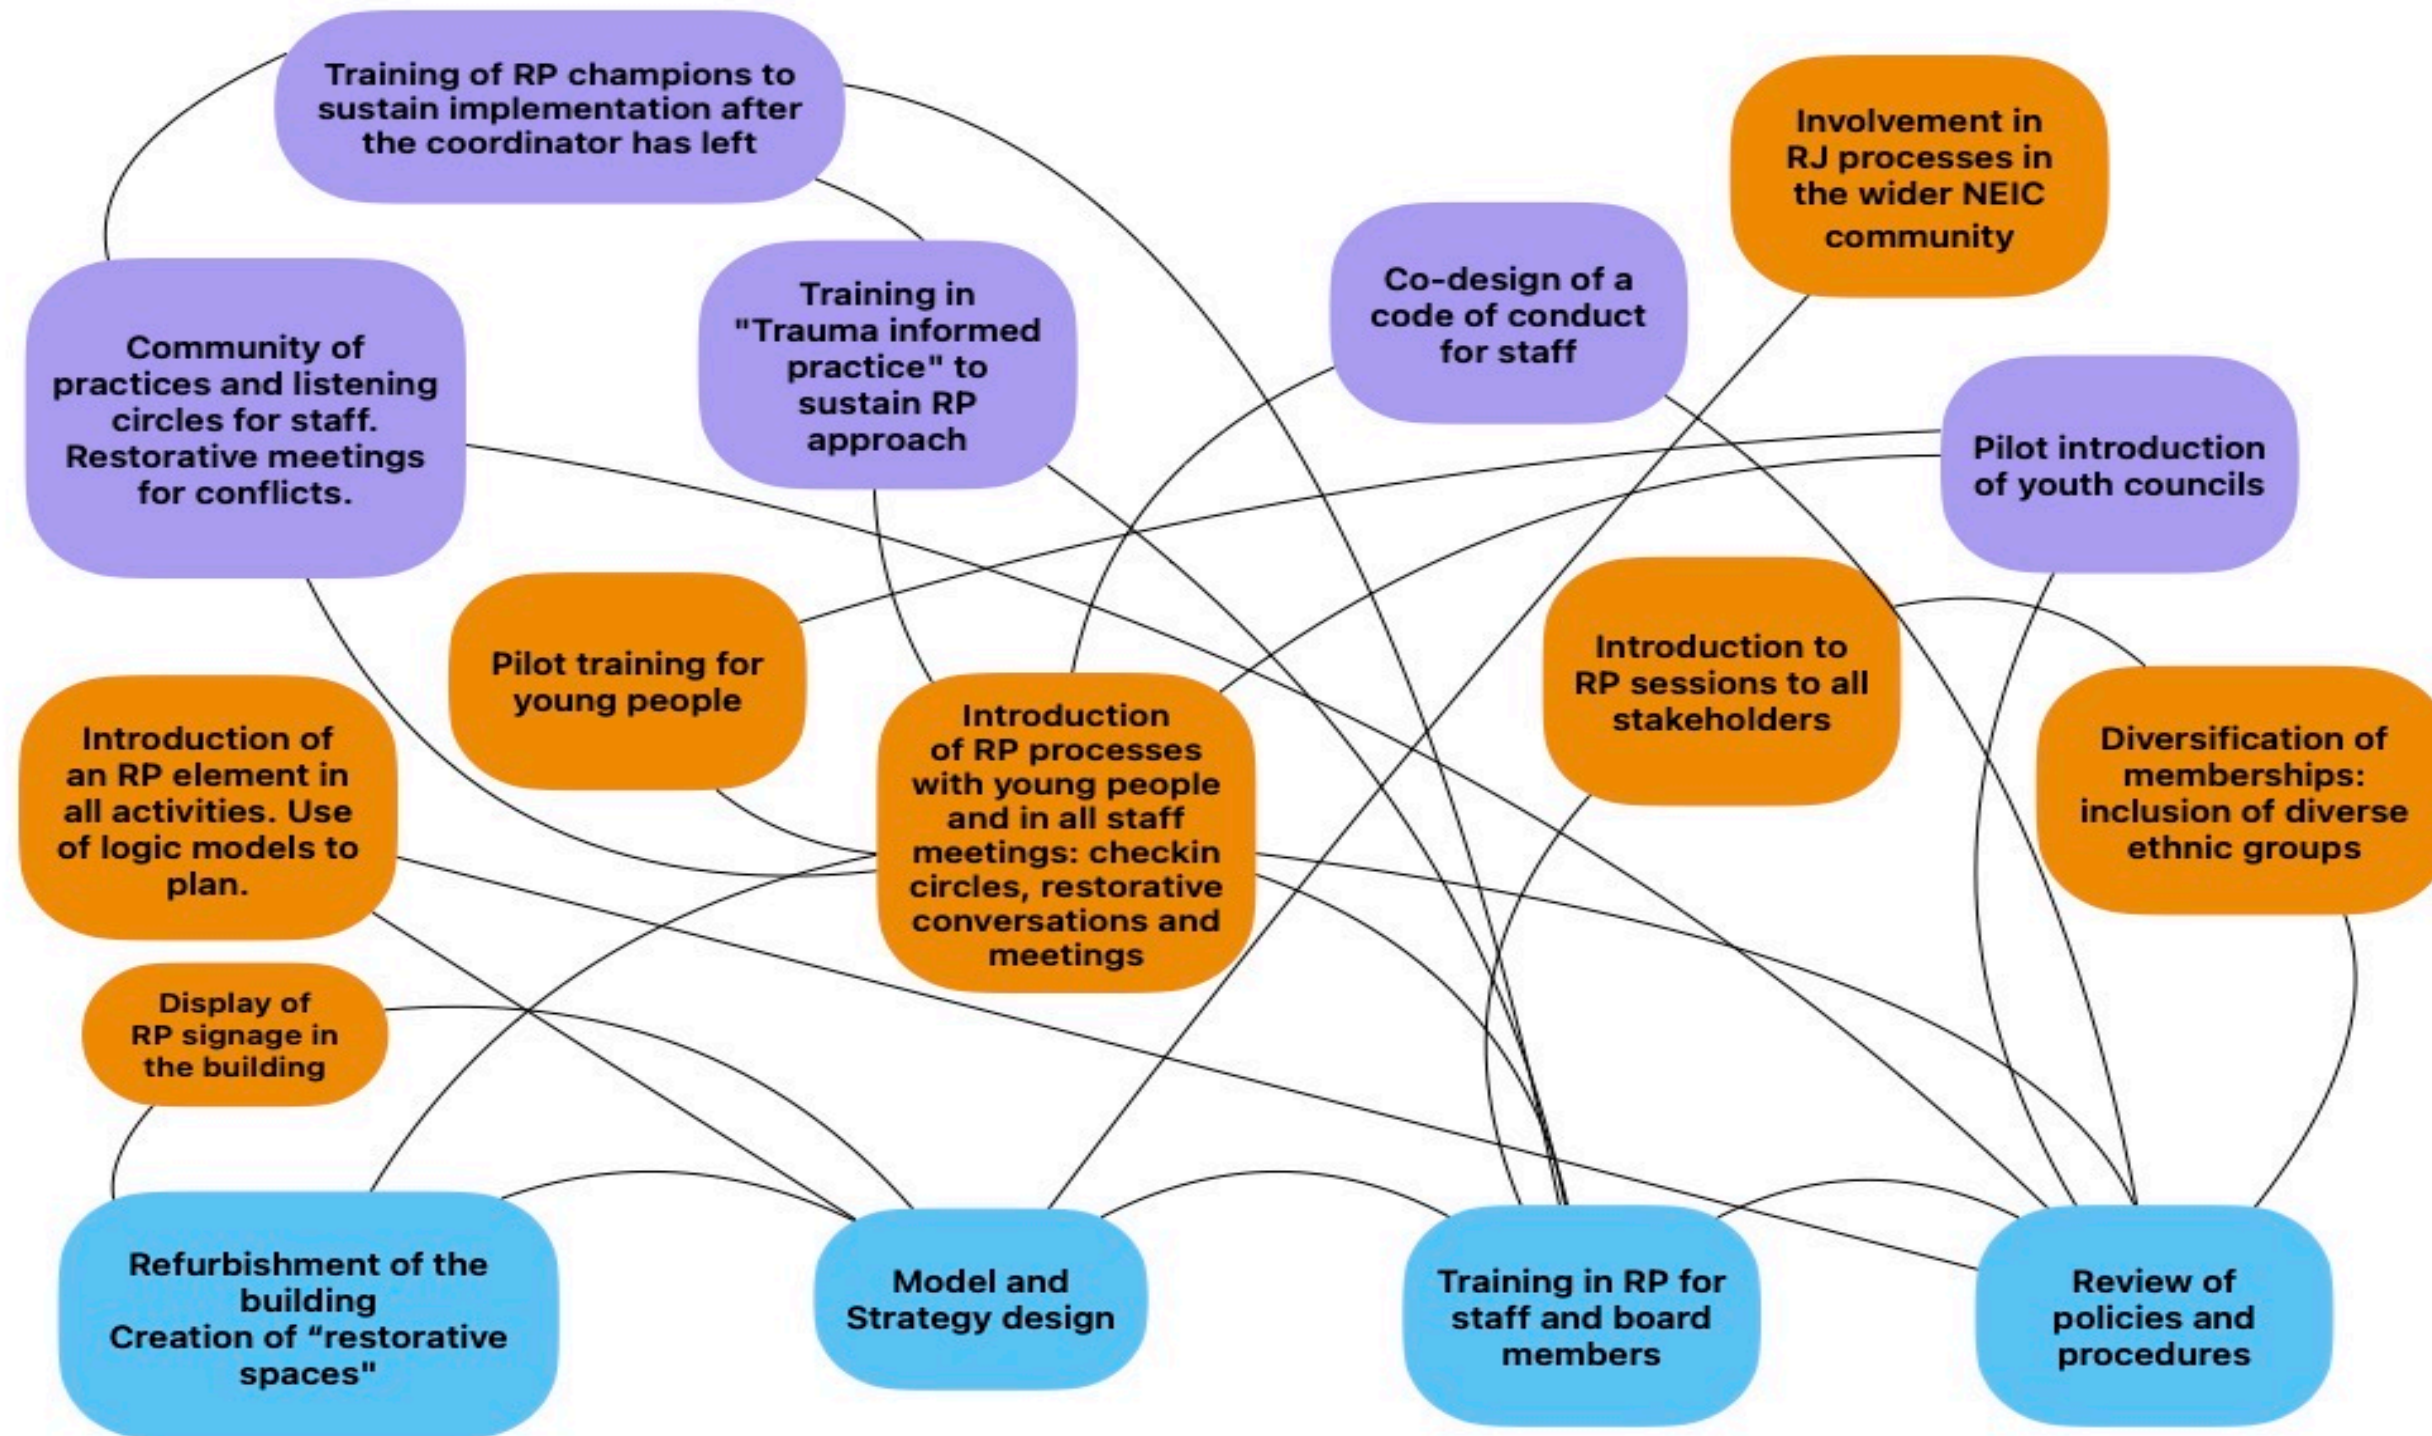 Training of RP champions to
sustain implementation after
the coordinator has left
Involvement in
RJ processes in
the wider NEIC
community
Community of
practices and listening
circles for staff.
Restorative meetings
for conflicts.
Training in
"Trauma informed
practice" to
sustain RP
approach
Co-design of a
code of conduct
for staff
Pilot introduction
of youth councils
Introduction of
an RP element in
all activities. Use
of logic models to
plan.
Pilot training for
young people
Introduction
of RP processes
with young people
and in all staff
meetings: checkin
circles, restorative
conversations and
meetings
Introduction to
RP sessions to all
stakeholders
Diversification of
memberships:
inclusion of diverse
ethnic groups
Display of
RP signage in
the building
Refurbishment of the
building
Creation of “restorative
spaces"
Model and
Strategy design
Training in RP for
staff and board
members
Review of
policies and
procedures